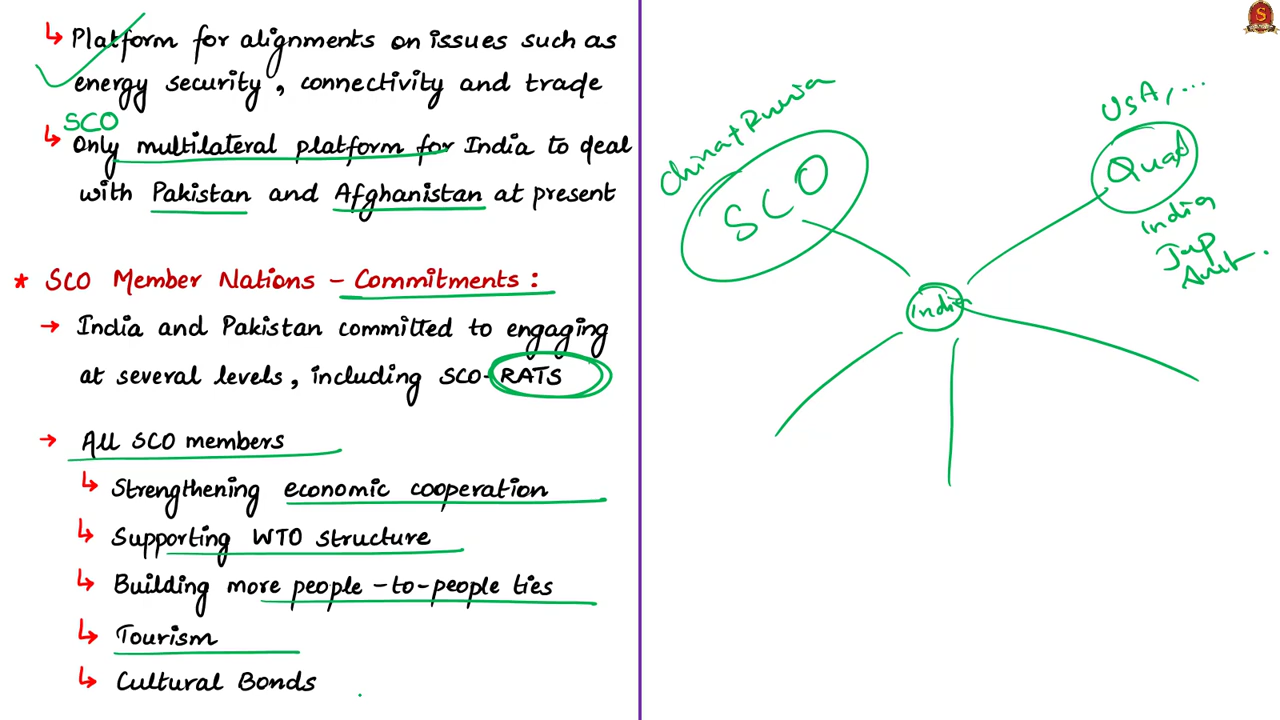 ↳ Platform for alignments on issues such as
energy security, connectivity and trade
SCO
↳ Only multilateral platform for India to deal
with Pakistan and Afghanistan at present
* SCO Member Nations - Commitments :
→ India and Pakistan committed to engaging
at several levels, including SCO-RATS
→ All SCO members
↳ Strengthening economic cooperation
↳ Supporting WTO structure
↳ Building more people-to-people ties
↳ Tourism
↳ Cultural Bonds
China + Russia
SCO
USA, ...
Quad
India
Jap
Aust.
India
S